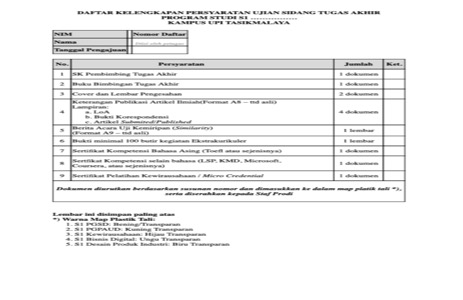 DAFTAR KELENGKAPAN PERSYARATAN UJIAN SIDANG TUGAS AKHIR
PROGRAM STUDI S1 ................
KAMPUS UPI TASIKMALAYA
NIM Nomor Daftar
Nama
Tanggal Pengajuan
No. Persyaratan Jumlah Ket.
1 SK Pembimbing Tugas Akhir 1 dokumen
2 Buku Bimbingan Tugas Akhir 1 dokumen
3 Cover dan Lembar Pengesahan 2 dokumen
4 Keterangan Publikasi Artikel Ilmiah(Format A8 – ttd asli) 4 dokumen
Lampiran:
a. LoA
b. Bukti Korespondensi
c. Artikel Submited/Published
5 Berita Acara Uji Kemiripan (Similarity) 1 lembar
(Format A9 – ttd asli)
6 Bukti minimal 100 butir kegiatan Ekstrakurikuler 1 lembar
7 Sertifikat Kompetensi Bahasa Asing (Toefl atau sejenisnya) 1 dokumen
8 Sertfikat Kompetensi selain bahasa (LSP, KMD, Microsoft, 1 dokumen
Coursera, atau sejenisnya)
9 Sertifikat Pelatihan Kewirausahaan / Micro Credential 1 dokumen
Dokumen diurutkan berdasarkan susunan nomor dan dimasukkan ke dalam map platik tali *),
serta diserahkan kepada Staf Prodi
Lembar ini disimpan paling atas
*) Warna Map Plastik Tali:
1. S1 PGSD: Bening/Transparan
2. S1 PGPAUD: Kuning Transparan
3. S1 Kewirausahaan: Hijau Transparan
4. S1 Bisnis Digital: Ungu Transparan
5. S1 Desain Produk Industri: Biru Transparan